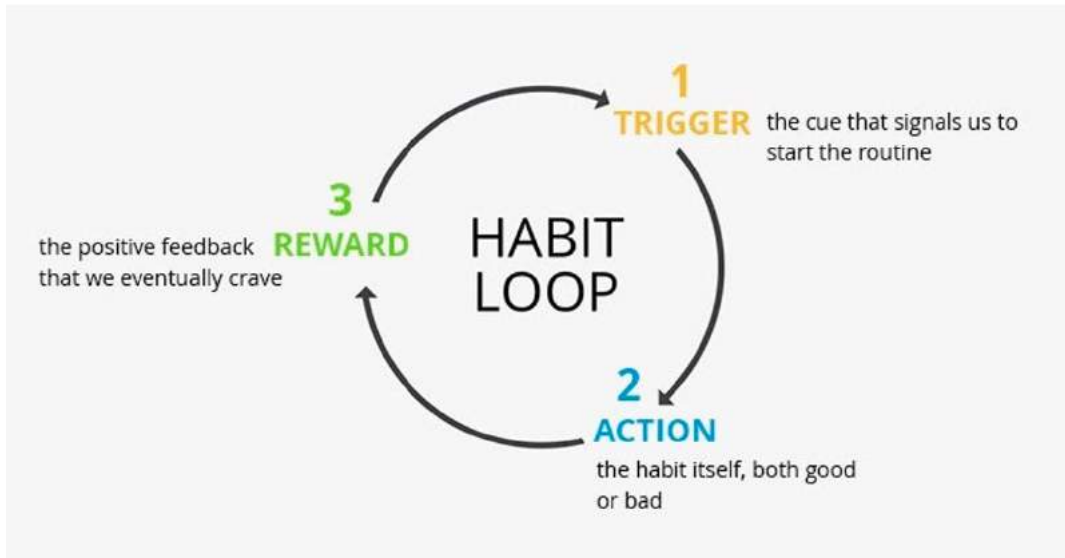 HABIT
LOOP
1
TRIGGER
the cue that signals us to
start the routine
2
ACTION
the habit itself, both good
or bad
3
REWARD
the positive feedback
that we eventually crave